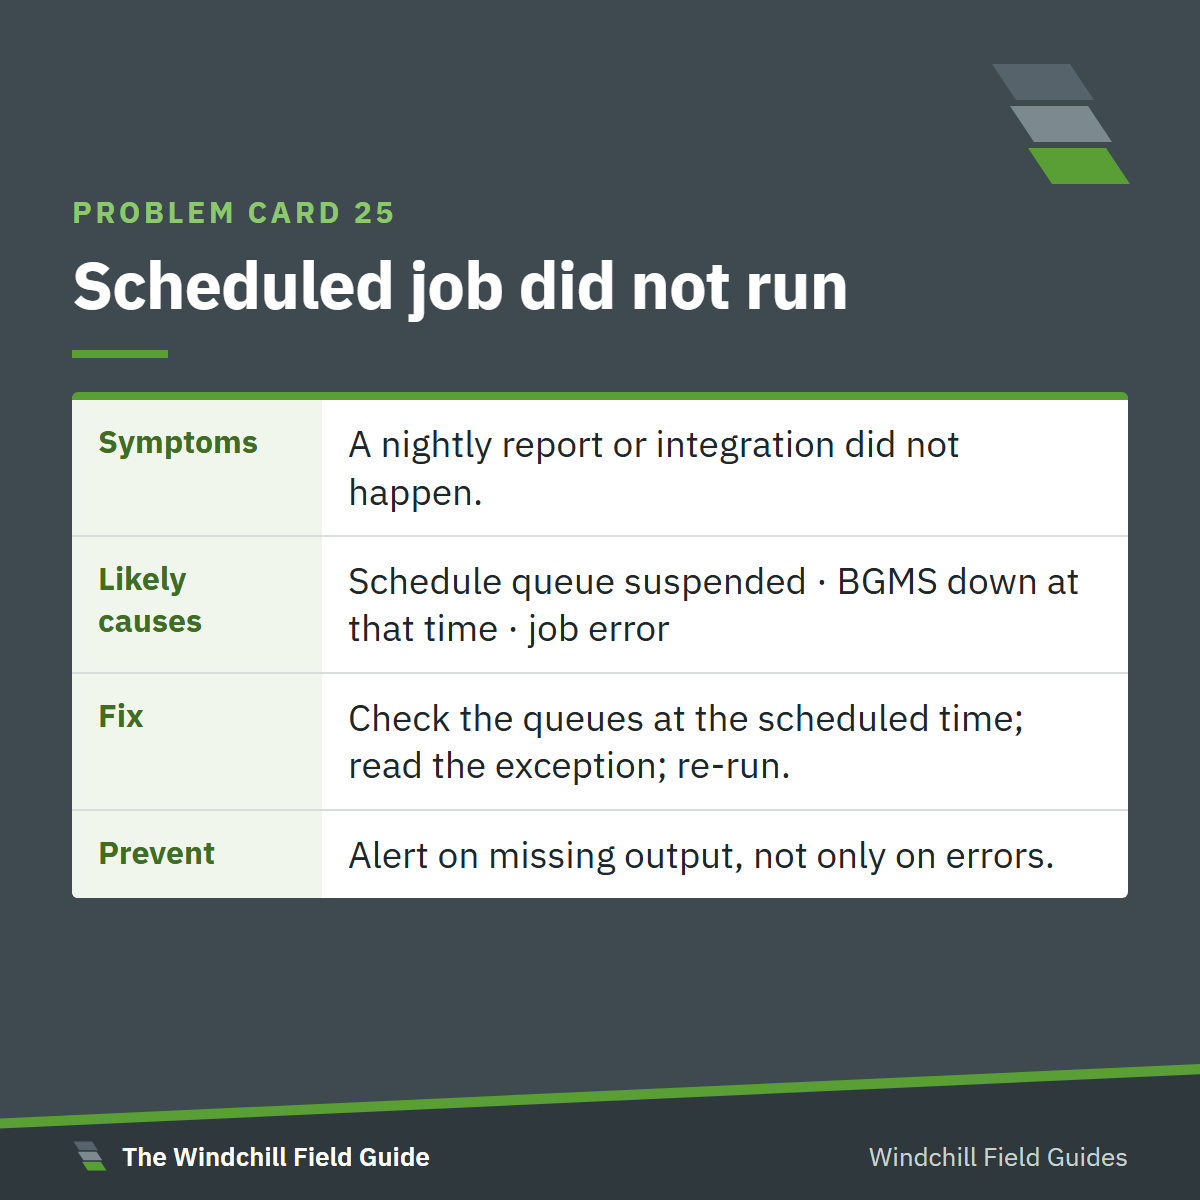 PROBLEM CARD 25
Scheduled job did not run
Symptoms
A nightly report or integration did not
happen.
Likely
causes
Schedule queue suspended · BGMS down at
that time · job error
Fix
Check the queues at the scheduled time;
read the exception; re-run.
Prevent
Alert on missing output, not only on errors.
The Windchill Field Guide
Windchill Field Guides